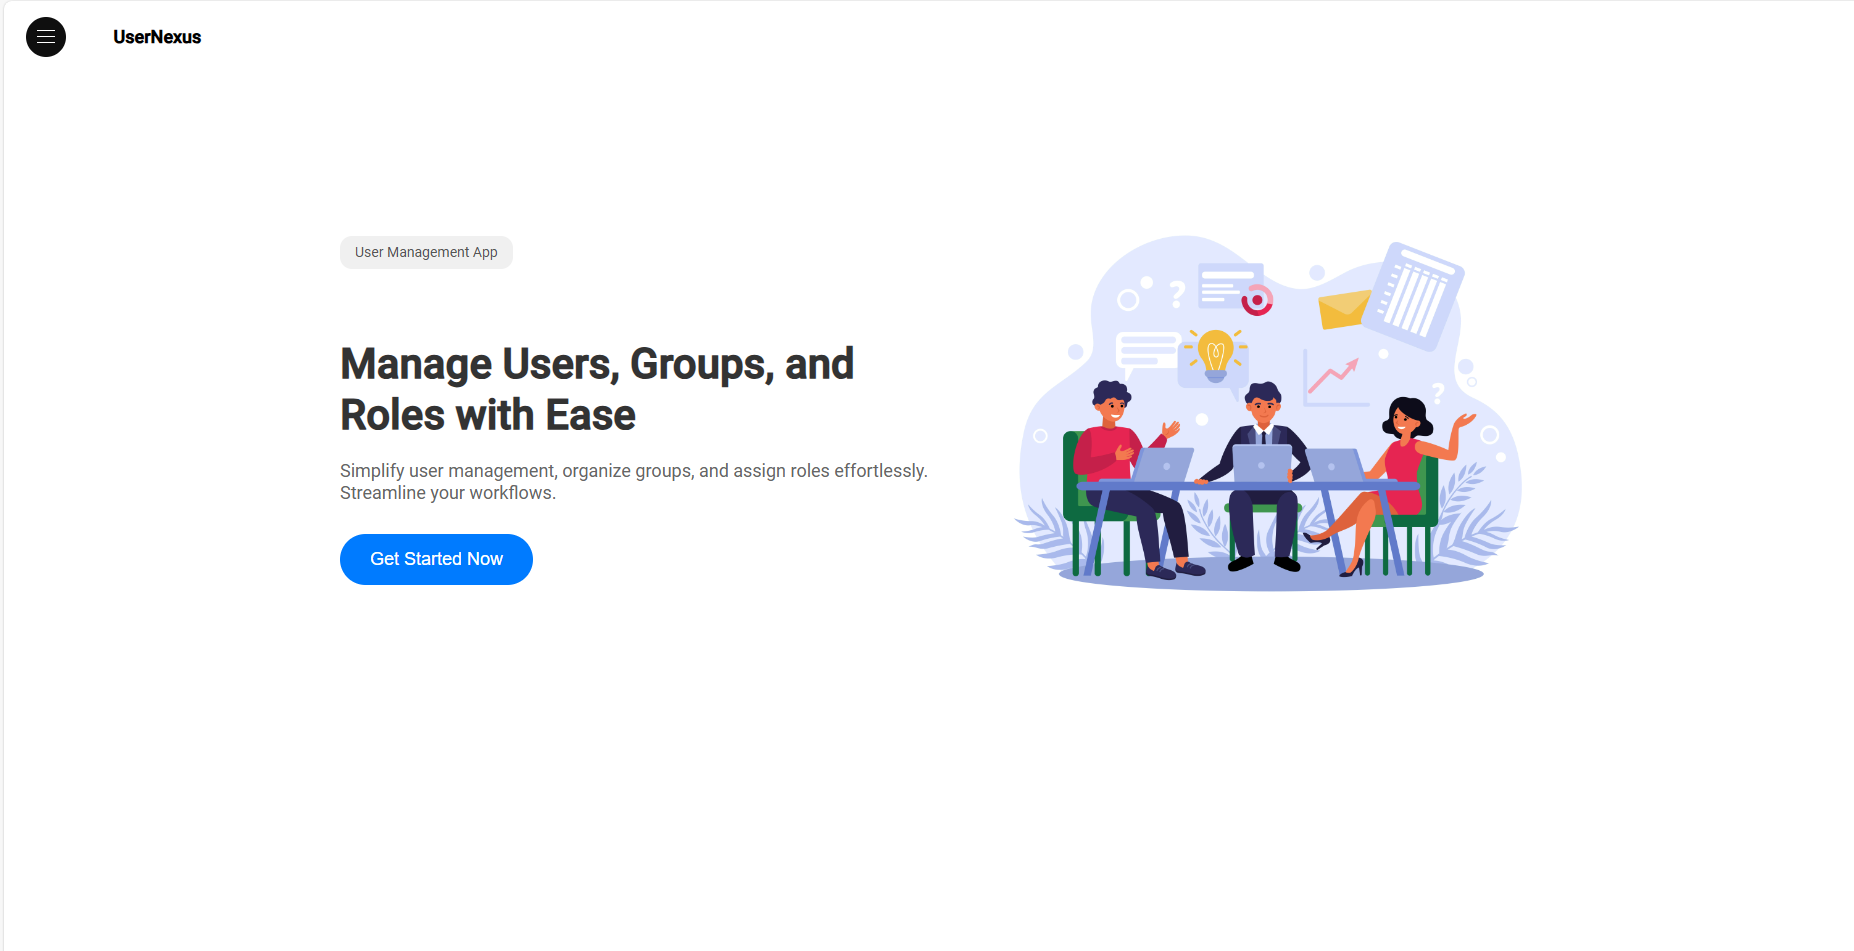 UserNexus
User Management App
Manage Users, Groups, and
Roles with Ease
Simplify user management, organize groups, and assign roles effortlessly.
Streamline your workflows.
Get Started Now